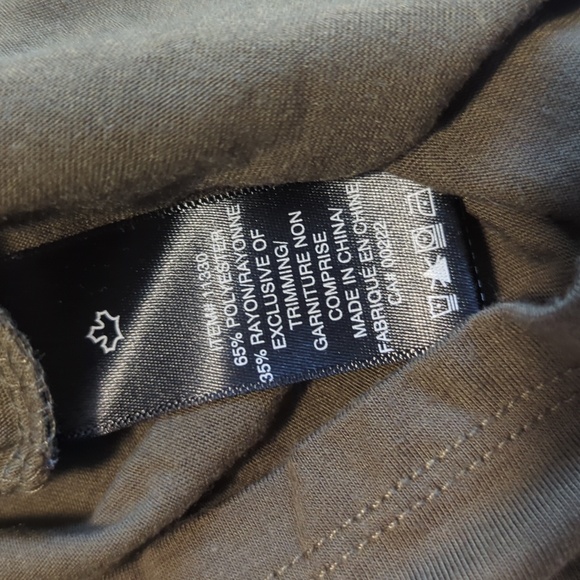 ITEM# 11330
65% POLYWESTER
35% RAYON/RAYONNE
EXCLUSIVE OF
TRIMMING/
GARNITURE NON
COMPRISE
MADE IN CHINA/
FABRIQUÉ EN CHINE
CA# 00222